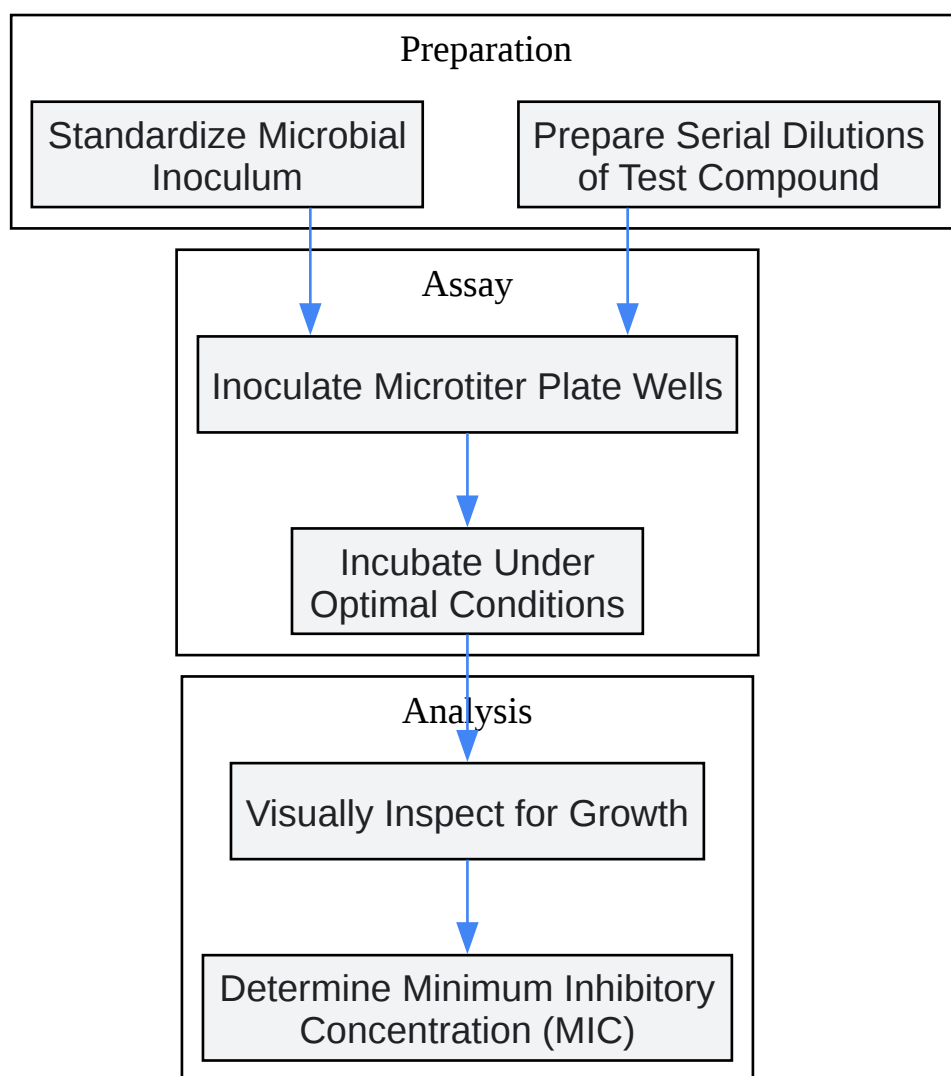 Preparation
Standardize Microbial
Inoculum
Prepare Serial Dilutions
of Test Compound
Assay
Inoculate Microtiter Plate Wells
Incubate Under
Optimal Conditions
Analysis
Visually Inspect for Growth
Determine Minimum Inhibitory
Concentration (MIC)